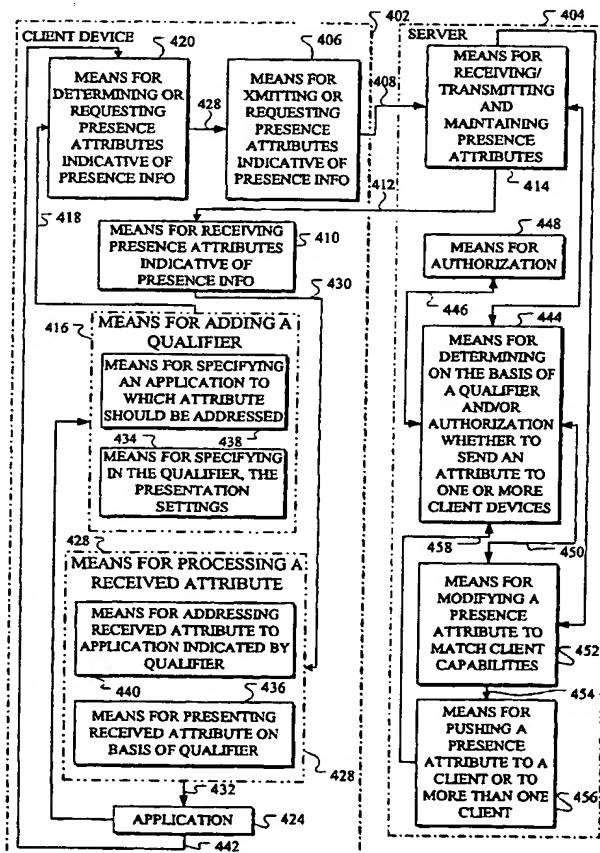 402
404
CLIENT DEVICE
420
406
SERVER
MEANS FOR
DETERMINING OR
REQUESTING
PRESENCE
ATTRIBUTES
INDICATIVE OF
PRESENCE INFO
428
MEANS FOR
XMITTING OR
REQUESTING
PRESENCE
ATTRIBUTES
INDICATIVE OF
PRESENCE INFO
408
MEANS FOR
RECEIVING/
TRANSMITTING
AND
MAINTAINING
PRESENCE
ATTRIBUTES
414
412
418
MEANS FOR RECEIVING
PRESENCE ATTRIBUTES
INDICATIVE OF
PRESENCE INFO
410
430
448
MEANS FOR
AUTHORIZATION
446
444
416
MEANS FOR ADDING A
QUALIFIER
MEANS FOR SPECIFYING
AN APPLICATION TO
WHICH ATTRIBUTE
SHOULD BE ADDRESSED
434
438
MEANS FOR SPECIFYING
IN THE QUALIFIER, THE
PRESENTATION
SETTINGS
MEANS FOR
DETERMINING
ON THE BASIS OF
A QUALIFIER
AND/OR
AUTHORIZATION
WHETHER TO
SEND AN
ATTRIBUTE TO
ONE OR MORE
CLIENT DEVICES
458
450
428
MEANS FOR PROCESSING A
RECEIVED ATTRIBUTE
MEANS FOR ADDRESSING
RECEIVED ATTRIBUTE TO
APPLICATION INDICATED BY
QUALIFIER
440
436
MEANS FOR PRESENTING
RECEIVED ATTRIBUTE ON
BASIS OF QUALIFIER
428
MEANS FOR
MODIFYING A
PRESENCE
ATTRIBUTE TO
MATCH CLIENT
CAPABILITIES
452
454
MEANS FOR
PUSHING A
PRESENCE
ATTRIBUTE TO A
CLIENT OR TO
MORE THAN ONE
CLIENT
456
432
APPLICATION
424
442